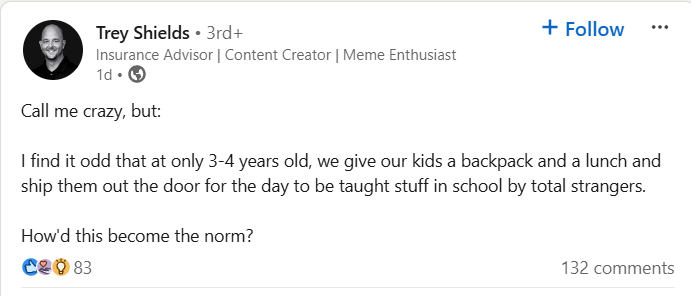 Trey Shields • 3rd+
+ Follow
...
Insurance Advisor | Content Creator | Meme Enthusiast
1d •
Call me crazy, but:
I find it odd that at only 3-4 years old, we give our kids a backpack and a lunch and
ship them out the door for the day to be taught stuff in school by total strangers.
How'd this become the norm?
83
132 comments